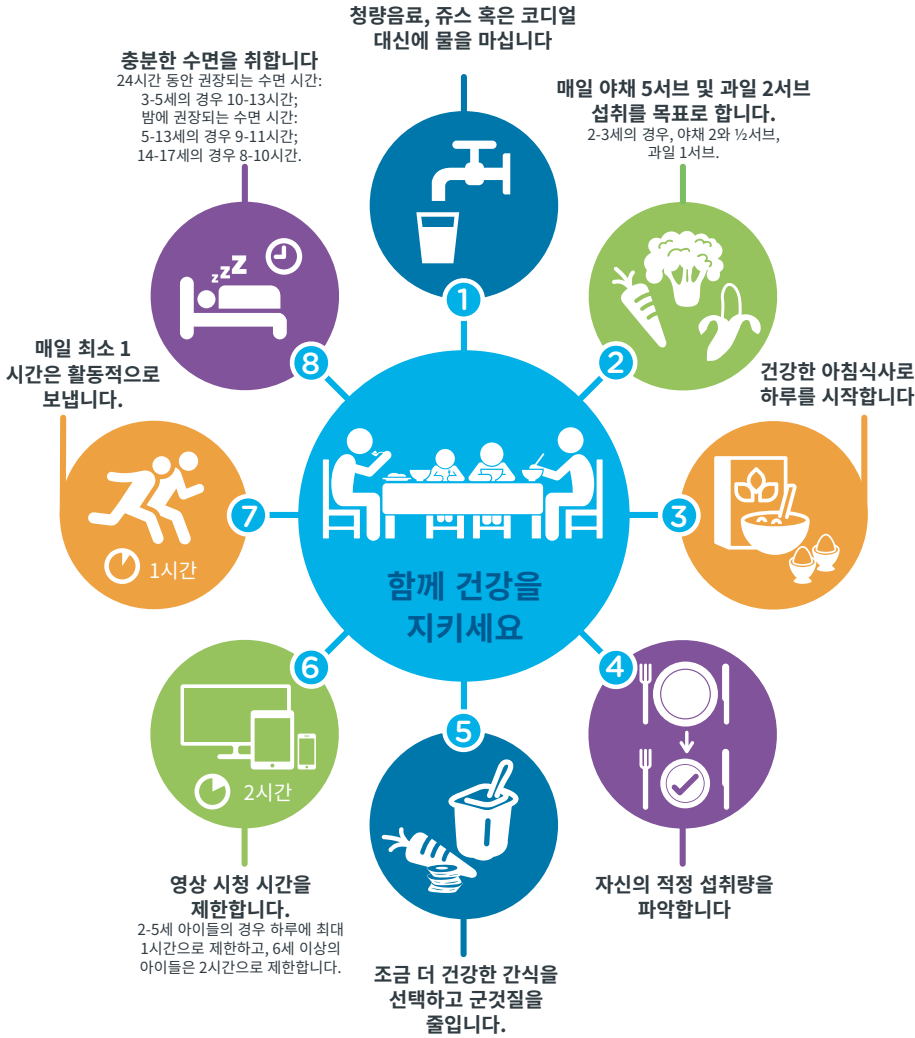 청량음료, 쥬스 혹은 코디얼
대신에 물을 마십니다
1
매일 야채 5서브 및 과일 2서브
섭취를 목표로 합니다.
2-3세의 경우, 야채 2와 ½서브,
과일 1서브.
2
건강한 아침식사로
하루를 시작합니다
3
자신의 적정 섭취량을
파악합니다
4
조금 더 건강한 간식을
선택하고 군것질을
줄입니다.
5
영상 시청 시간을
제한합니다.
2-5세 아이들의 경우 하루에 최대
1시간으로 제한하고, 6세 이상의
아이들은 2시간으로 제한합니다.
2시간
6
매일 최소 1
시간은 활동적으로
보냅니다.
1시간
7
충분한 수면을 취합니다
24시간 동안 권장되는 수면 시간:
3-5세의 경우 10-13시간;
밤에 권장되는 수면 시간:
5-13세의 경우 9-11시간;
14-17세의 경우 8-10시간.
zzz
8
함께 건강을
지키세요